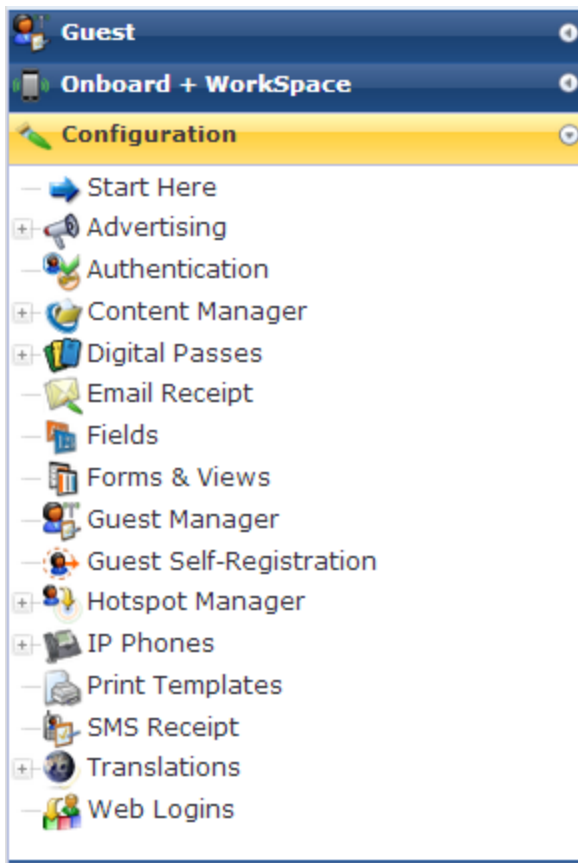 Guest
Onboard + WorkSpace
Configuration
Start Here
Advertising
Authentication
Content Manager
Digital Passes
Email Receipt
Fields
Forms & Views
Guest Manager
Guest Self-Registration
Hotspot Manager
IP Phones
Print Templates
SMS Receipt
Translations
Web Logins